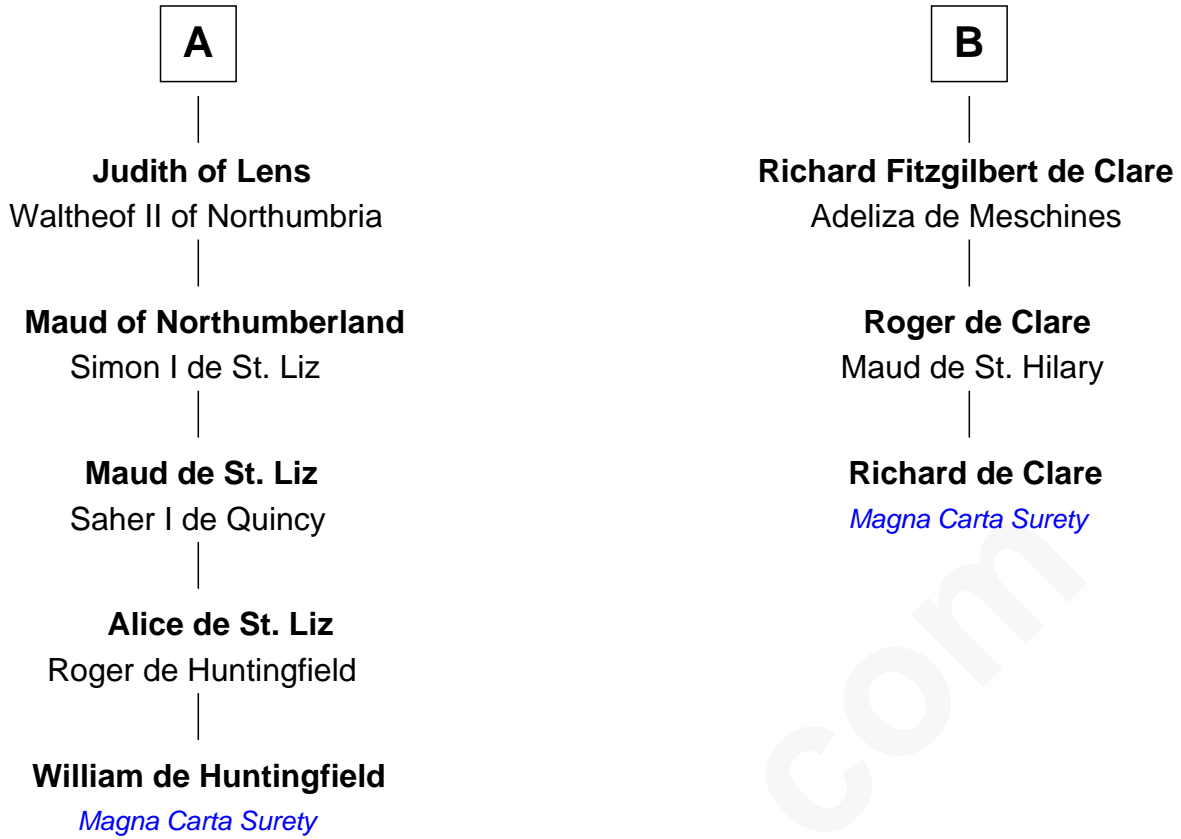 A
Judith of Lens
Waltheof II of Northumbria
Maud of Northumberland
Simon I de St. Liz
Maud de St. Liz
Saher I de Quincy
Alice de St. Liz
Roger de Huntingfield
William de Huntingfield
Magna Carta Surety
B
Richard Fitzgilbert de Clare
Adeliza de Meschines
Roger de Clare
Maud de St. Hilary
Richard de Clare
Magna Carta Surety
com